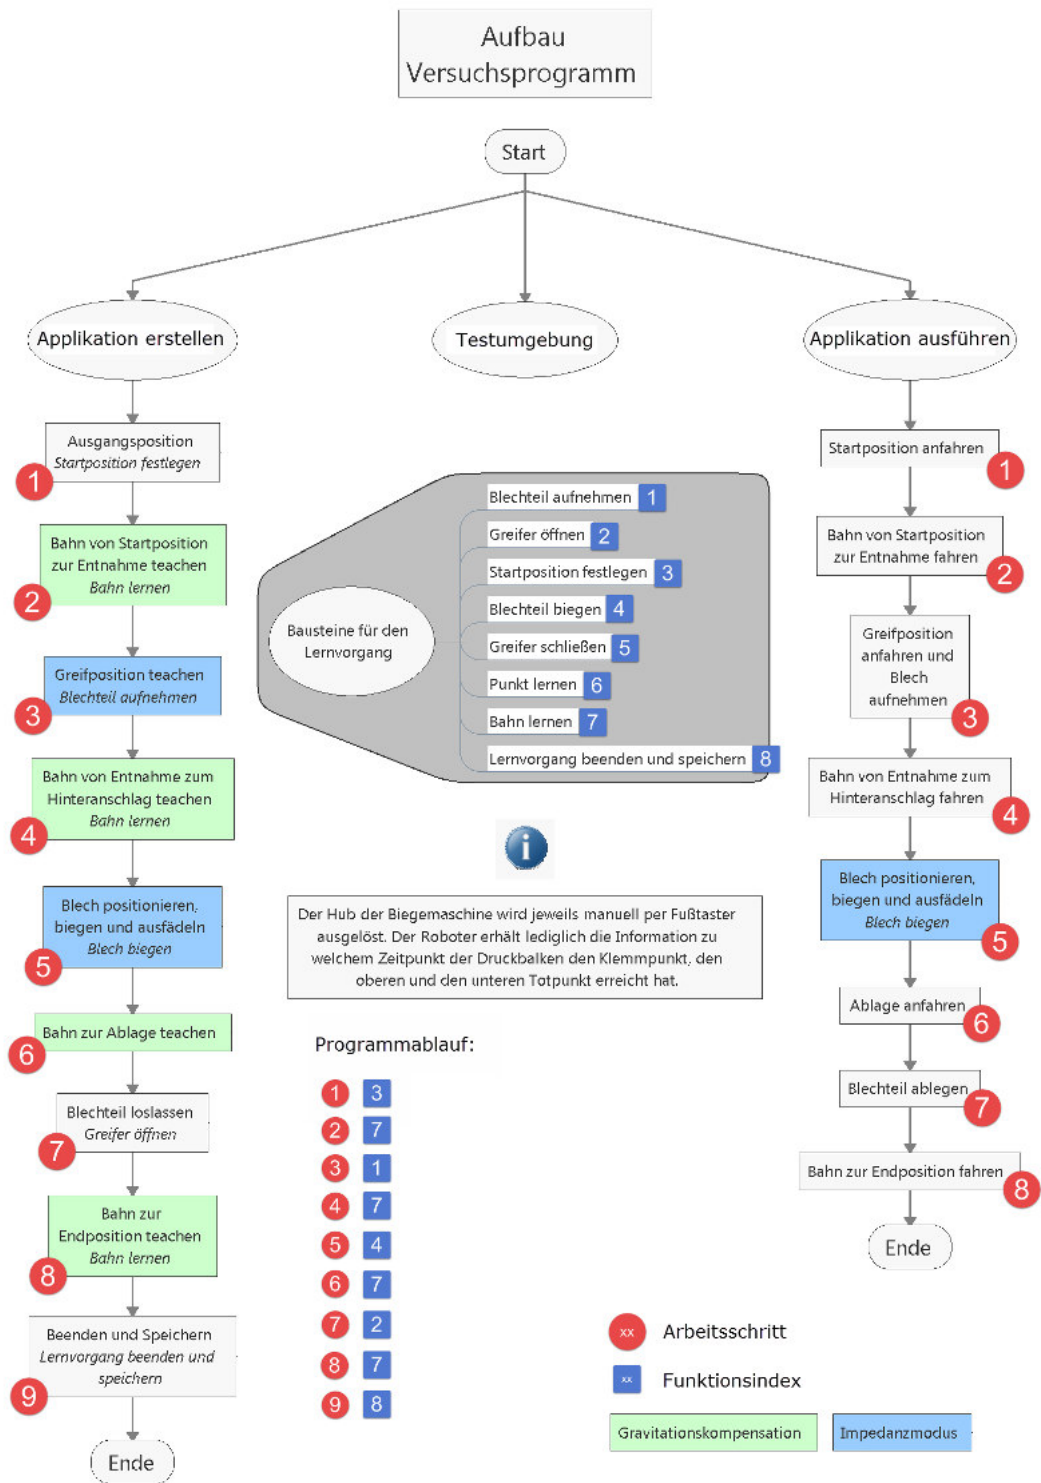 Aufbau
Versuchsprogramm
Start
Applikation erstellen
Testumgebung
Applikation ausführen
Ausgangsposition
Startposition festlegen
1
Bahn von Startposition
zur Entnahme teachen
Bahn lernen
2
Greifposition teachen
Blechteil aufnehmen
3
Bahn von Entnahme zum
Hinteranschlag teachen
Bahn lernen
4
Blech positionieren,
biegen und ausfädeln
Blech biegen
5
Bahn zur Ablage teachen
6
Blechteil loslassen
Greifer öffnen
7
Bahn zur
Endposition teachen
Bahn lernen
8
Beenden und Speichern
Lernvorgang beenden und
speichern
9
Ende
Bausteine für den
Lernvorgang
Blechteil aufnehmen 1
Greifer öffnen 2
Startposition festlegen 3
Blechteil biegen 4
Greifer schließen 5
Punkt lernen 6
Bahn lernen 7
Lernvorgang beenden und speichern 8
i
Der Hub der Biegemaschine wird jeweils manuell per Fußtaster
ausgelöst. Der Roboter erhält lediglich die Information zu
welchem Zeitpunkt der Druckbalken den Klemmpunkt, den
oberen und den unteren Totpunkt erreicht hat.
Programmablauf:
1 3
2 7
3 1
4 7
5 4
6 7
7 2
8 7
9 8
Startposition anfahren
1
Bahn von Startposition
zur Entnahme fahren
2
Greifposition
anfahren und
Blech
aufnehmen
3
Bahn von Entnahme zum
Hinteranschlag fahren
4
Blech positionieren,
biegen und ausfädeln
Blech biegen
5
Ablage anfahren
6
Blechteil ablegen
7
Bahn zur Endposition fahren
8
Ende
xx Arbeitsschritt
xx Funktionsindex
Gravitationskompensation
Impedanzmodus